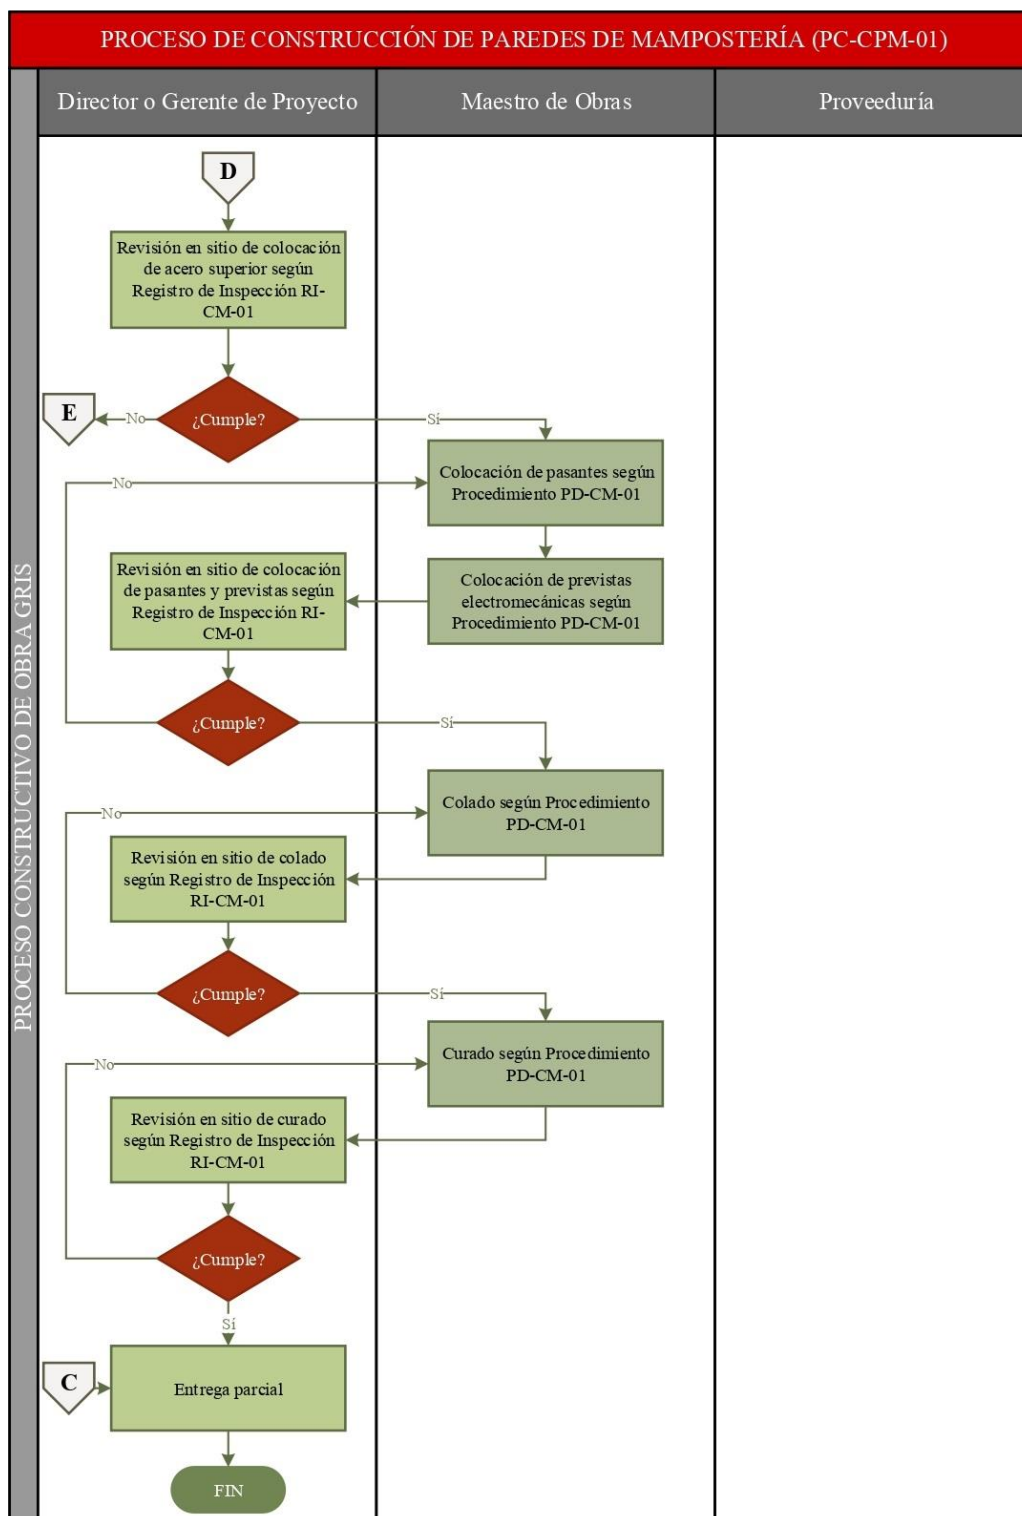 PROCESO DE CONSTRUCCIÓN DE PAREDES DE MAMPOSTERÍA (PC-CPM-01)
PROCESO CONSTRUCTIVO DE OBRA GRIS
Director o Gerente de Proyecto
Maestro de Obras
Proveeduría
D
Revisión en sitio de colocación
de acero superior según
Registro de Inspección RI-
CM-01
¿Cumple?
No
E
Sí
Colocación de pasantes según
Procedimiento PD-CM-01
No
Colocación de previstas
electromecánicas según
Procedimiento PD-CM-01
Revisión en sitio de colocación
de pasantes y previstas según
Registro de Inspección RI-
CM-01
¿Cumple?
Sí
Colado según Procedimiento
PD-CM-01
No
Revisión en sitio de colado
según Registro de Inspección
RI-CM-01
¿Cumple?
Sí
Curado según Procedimiento
PD-CM-01
No
Revisión en sitio de curado
según Registro de Inspección
RI-CM-01
¿Cumple?
Sí
C
Entrega parcial
FIN